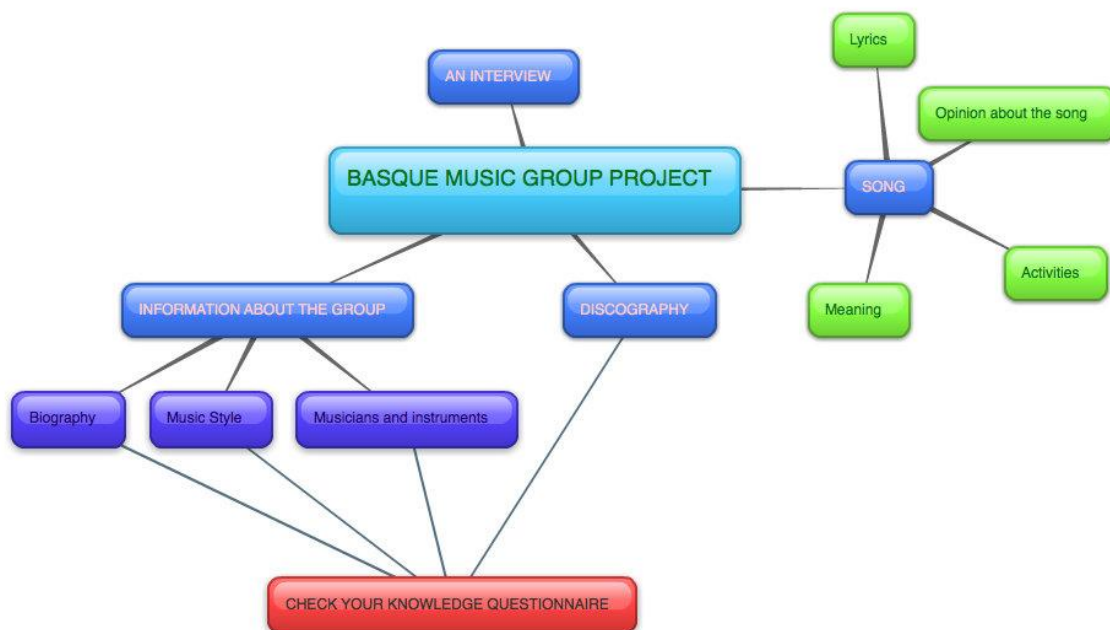 Lyrics
AN INTERVIEW
Opinion about the song
BASQUE MUSIC GROUP PROJECT
SONG
Activities
INFORMATION ABOUT THE GROUP
DISCOGRAPHY
Meaning
Biography
Music Style
Musicians and instruments
CHECK YOUR KNOWLEDGE QUESTIONNAIRE